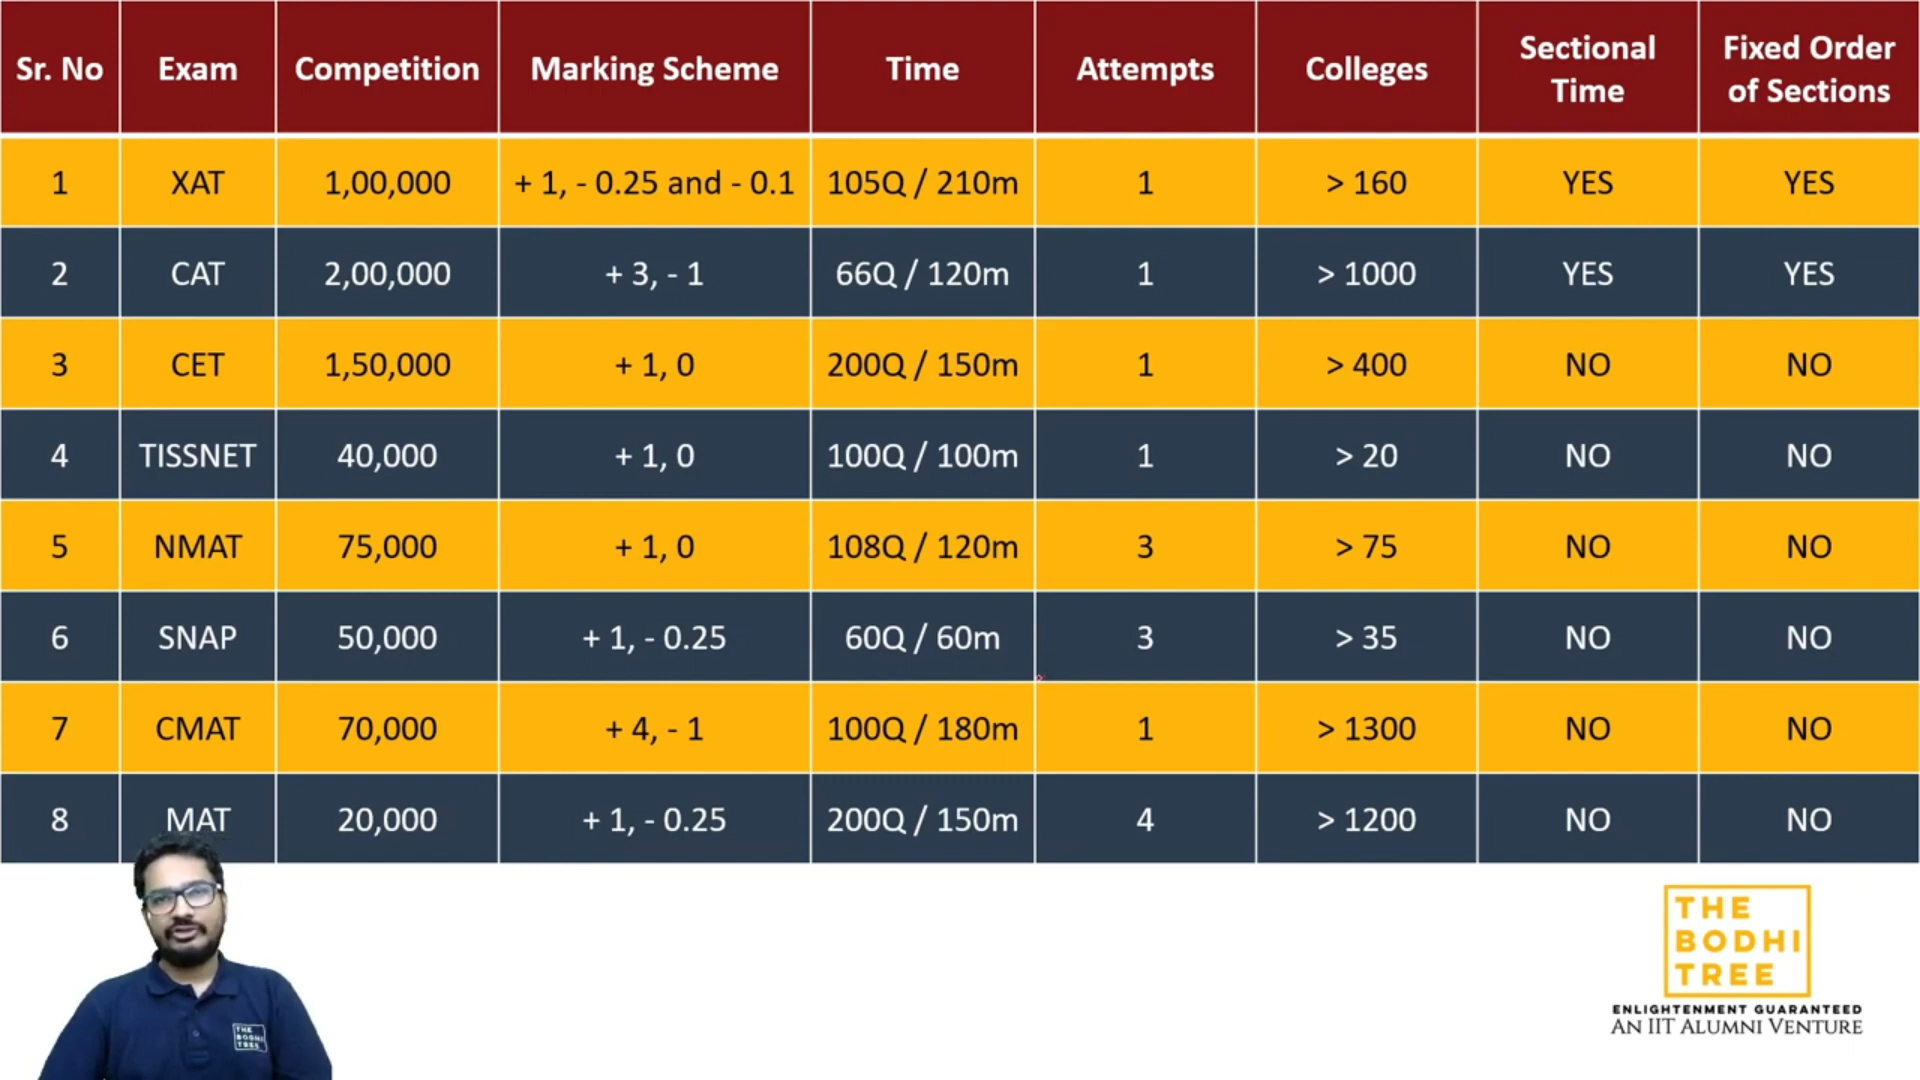 Sr. No Exam Competition Marking Scheme Time Attempts Colleges Sectional Time Fixed Order of Sections
1 XAT 1,00,000 + 1, - 0.25 and - 0.1 105Q / 210m 1 > 160 YES YES
2 CAT 2,00,000 + 3, - 1 66Q / 120m 1 > 1000 YES YES
3 CET 1,50,000 + 1, 0 200Q / 150m 1 > 400 NO NO
4 TISSNET 40,000 + 1, 0 100Q / 100m 1 > 20 NO NO
5 NMAT 75,000 + 1, 0 108Q / 120m 3 > 75 NO NO
6 SNAP 50,000 + 1, - 0.25 60Q / 60m 3 > 35 NO NO
7 CMAT 70,000 + 4, - 1 100Q / 180m 1 > 1300 NO NO
8 MAT 20,000 + 1, - 0.25 200Q / 150m 4 > 1200 NO NO
THE
BODHI
TREE
ENLIGHTENMENT GUARANTEED
AN IIT ALUMNI VENTURE
THE
BODHI
TREE